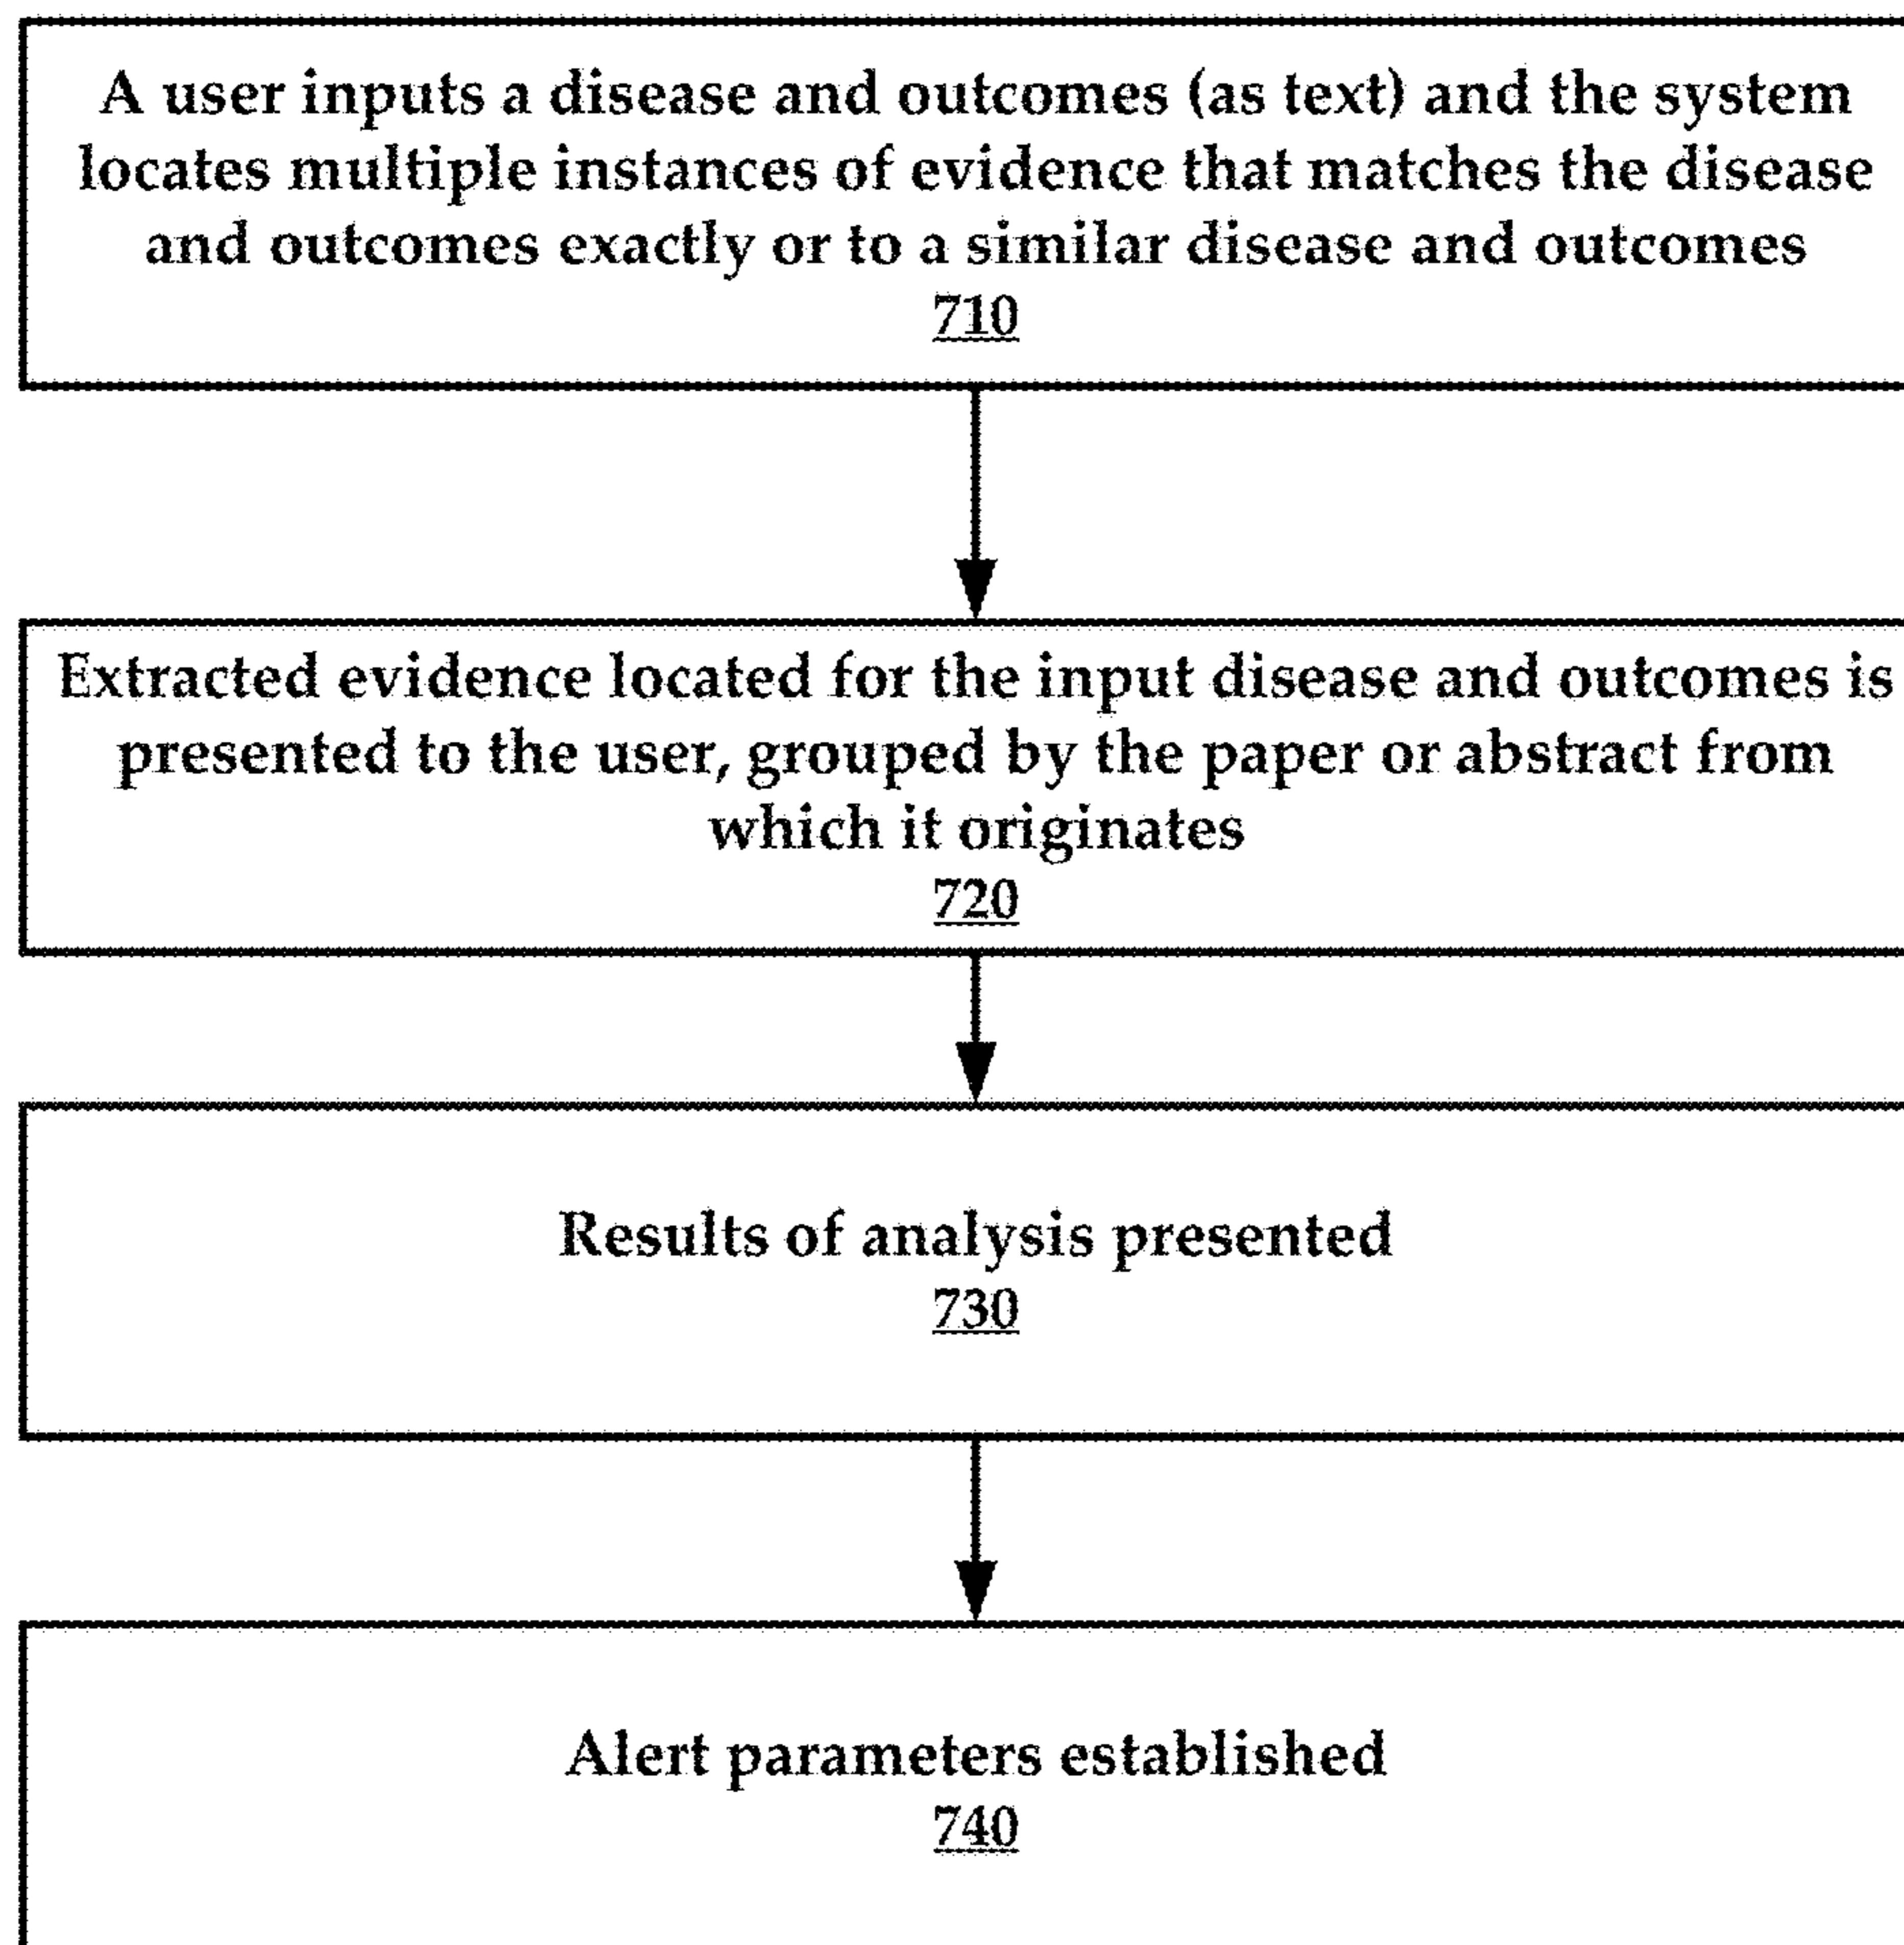 A user inputs a disease and outcomes (as text) and the system
locates multiple instances of evidence that matches the disease
and outcomes exactly or to a similar disease and outcomes
710
Extracted evidence located for the input disease and outcomes is
presented to the user, grouped by the paper or abstract from
which it originates
720
Results of analysis presented
730
Alert parameters established
740